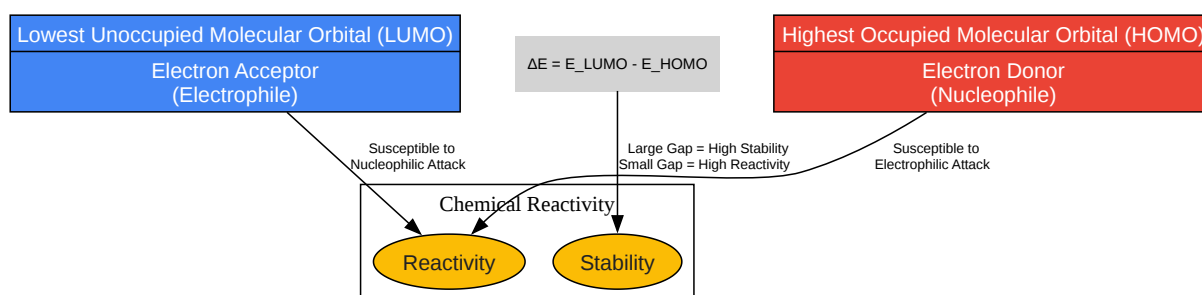 Lowest Unoccupied Molecular Orbital (LUMO)
Electron Acceptor
(Electrophile)
ΔE = E_LUMO - E_HOMO
Highest Occupied Molecular Orbital (HOMO)
Electron Donor
(Nucleophile)
Susceptible to
Nucleophilic Attack
Large Gap = High Stability
Small Gap = High Reactivity
Susceptible to
Electrophilic Attack
Chemical Reactivity
Reactivity
Stability